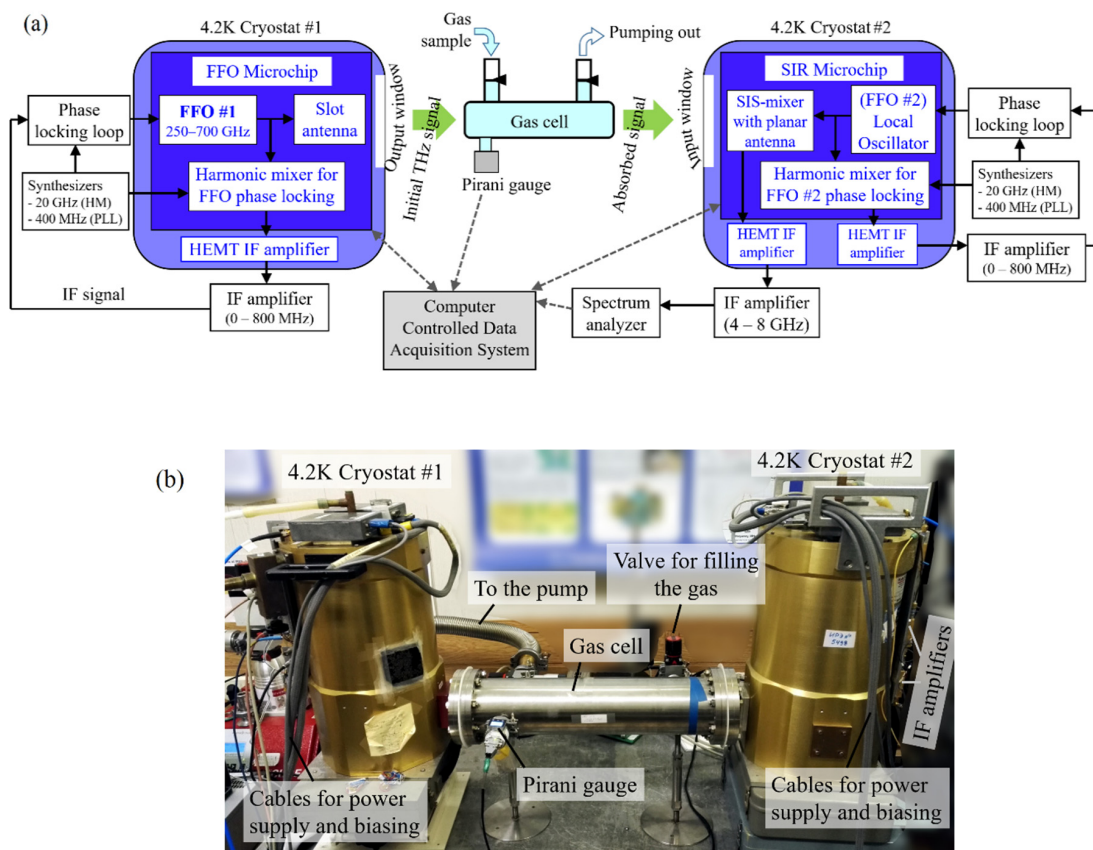 (a)
4.2K Cryostat #1
Gas
sample
Pumping out
4.2K Cryostat #2
FFO Microchip
FFO #1
250–700 GHz
Slot
antenna
Harmonic mixer for
FFO phase locking
HEMT IF amplifier
Phase
locking loop
Synthesizers
- 20 GHz (HM)
- 400 MHz (PLL)
IF signal
IF amplifier
(0 – 800 MHz)
Output window
Initial THz signal
Gas cell
Pirani gauge
Absorbed signal
Input window
SIR Microchip
SIS-mixer
with planar
antenna
(FFO #2)
Local
Oscillator
Harmonic mixer for
FFO #2 phase locking
HEMT IF
amplifier
HEMT IF
amplifier
Phase
locking loop
Synthesizers
- 20 GHz (HM)
- 400 MHz (PLL)
IF amplifier
(0 – 800 MHz)
Computer
Controlled Data
Acquisition System
Spectrum
analyzer
IF amplifier
(4 – 8 GHz)
(b)
4.2K Cryostat #1
4.2K Cryostat #2
To the pump
Valve for filling
the gas
Gas cell
IF amplifiers
Pirani gauge
Cables for power
supply and biasing
Cables for power
supply and biasing